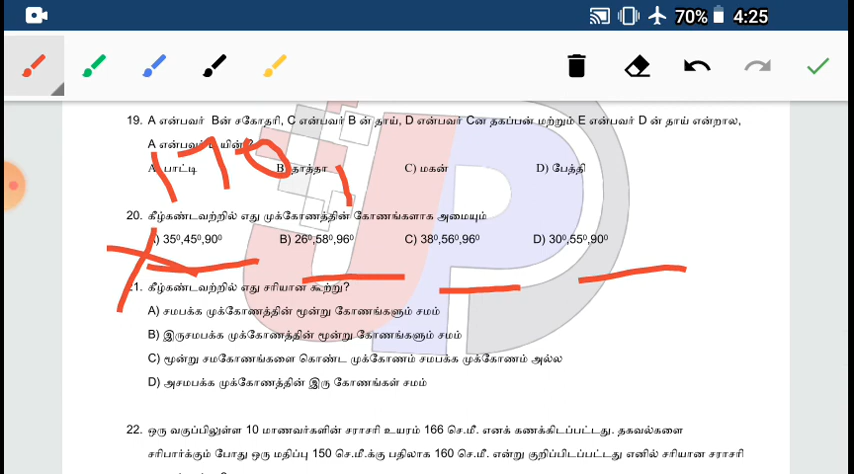 70% 4:25
19. A என்பவர் Bன் சகோதரி, C என்பவர் B ன் தாய், D என்பவர் Cன தகப்பன் மற்றும் E என்பவர் D ன் தாய் என்றால,
A என்பவர் யின் ?
A பாட்டி B) தாத்தா C) மகன் D) பேத்தி
170
20. கீழ்கண்டவற்றில் எது முக்கோணத்தின் கோணங்களாக அமையும்
A) 35⁰,45⁰,90⁰ B) 26⁰,58⁰,96⁰ C) 38⁰,56⁰,96⁰ D) 30⁰,55⁰,90⁰
21. கீழ்கண்டவற்றில் எது சரியான கூற்று?
A) சமபக்க முக்கோணத்தின் மூன்று கோணங்களும் சமம்
B) இருசமபக்க முக்கோணத்தின் மூன்று கோணங்களும் சமம்
C) மூன்று சமகோணங்களை கொண்ட முக்கோணம் சமபக்க முக்கோணம் அல்ல
D) அசமபக்க முக்கோணத்தின் இரு கோணங்கள் சமம்
22. ஒரு வகுப்பிலுள்ள 10 மாணவர்களின் சராசரி உயரம் 166 செ.மீ. எனக் கணக்கிடப்பட்டது. தகவல்களை
சரிபார்க்கும் போது ஒரு மதிப்பு 150 செ.மீ.க்கு பதிலாக 160 செ.மீ. என்று குறிப்பிடப்பட்டது எனில் சரியான சராசரி